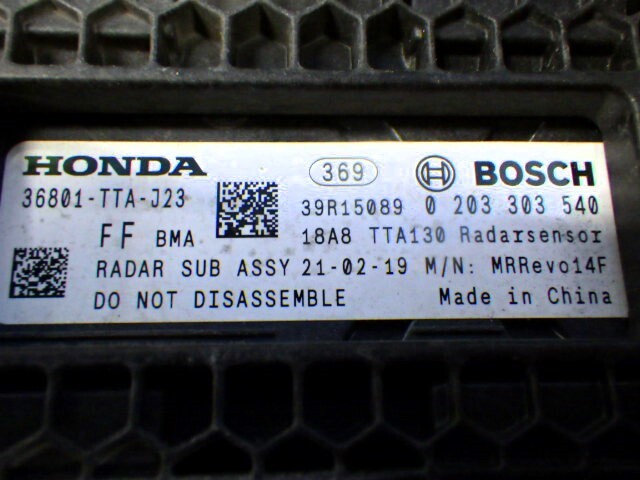 HONDA 369 BOSCH
36801-TTA-J23 39R15089 0 203 303 540
FF BMA 18A8 TTA130 Radarsensor
RADAR SUB ASSY 21-02-19 M/N: MRRevo14F
DO NOT DISASSEMBLE Made in China